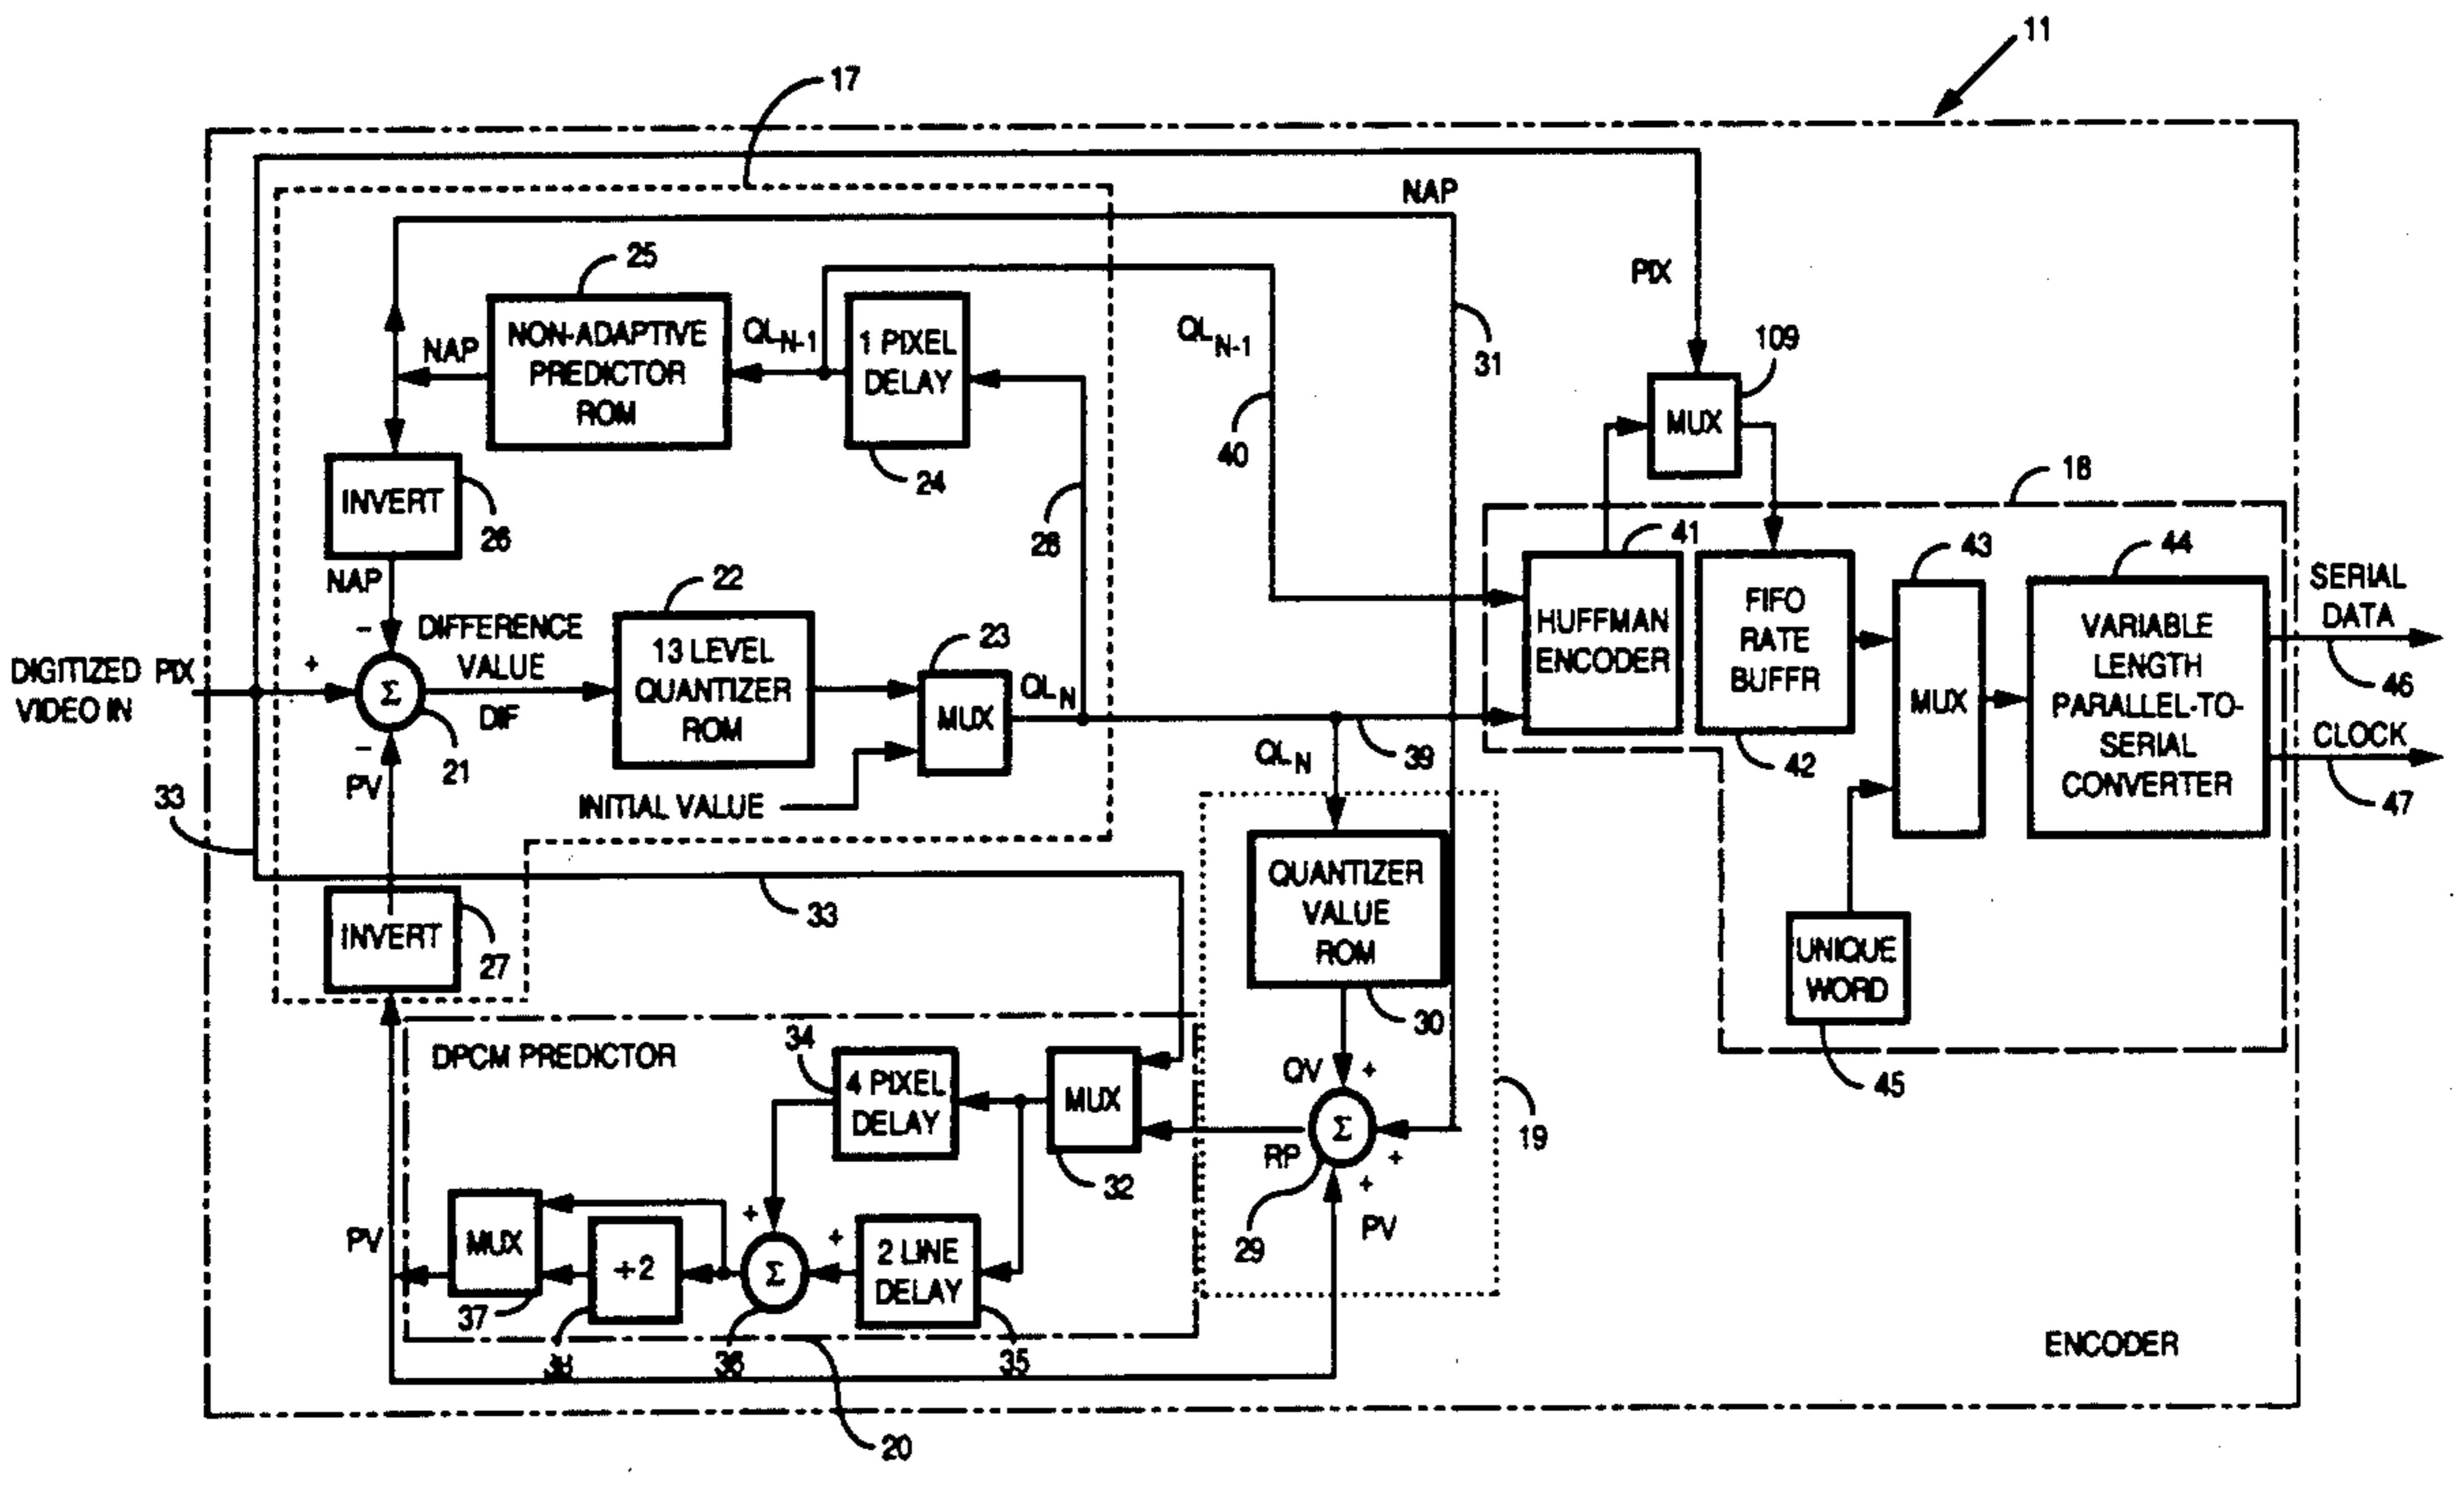 11
17
NAP
25
PIX
NON-ADAPTIVE
PREDICTOR
ROM
NAP
QL N-1
1 PIXEL
DELAY
24
QL N-1
31
109
MUX
40
INVERT
26
NAP
28
18
41
43
44
22
DIFFERENCE
VALUE
DIF
13 LEVEL
QUANTIZER
ROM
23
MUX
QL N
HUFFMAN
ENCODER
FIFO
RATE
BUFFR
42
MUX
VARIABLE
LENGTH
PARALLEL-TO-
SERIAL
CONVERTER
SERIAL
DATA
46
CLOCK
47
DIGITIZED PIX
VIDEO IN
+
−
Σ
−
21
PV
INITIAL VALUE
QL N
39
33
33
QUANTIZER
VALUE
ROM
30
INVERT
27
UNIQUE
WORD
45
DPCM PREDICTOR
34
4 PIXEL
DELAY
MUX
32
QV
+
Σ
RP
+
+
29
PV
19
PV
MUX
37
÷2
38
+
Σ
+
36
2 LINE
DELAY
35
20
ENCODER